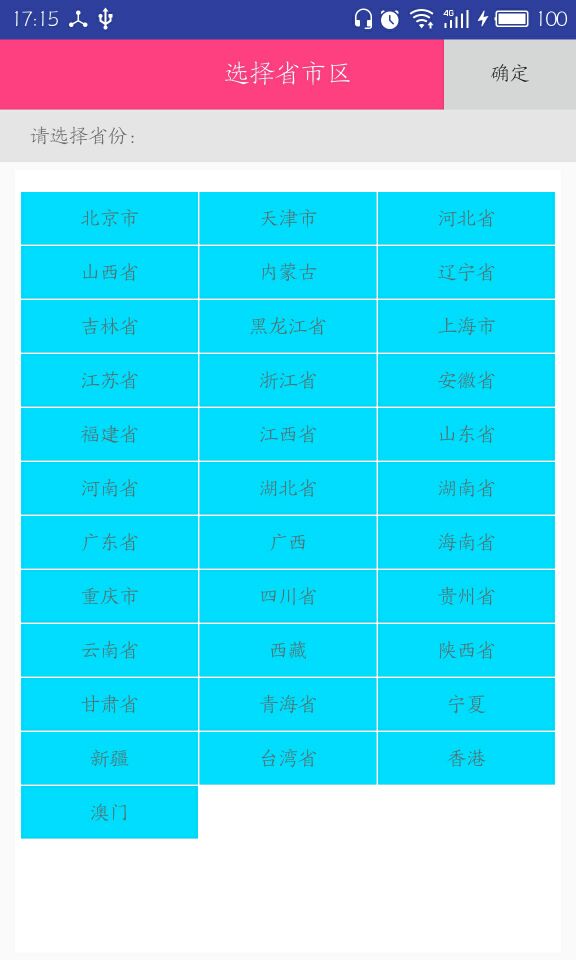 17:15 4G 100
选择省市区 确定
请选择省份:
北京市 天津市 河北省
山西省 内蒙古 辽宁省
吉林省 黑龙江省 上海市
江苏省 浙江省 安徽省
福建省 江西省 山东省
河南省 湖北省 湖南省
广东省 广西 海南省
重庆市 四川省 贵州省
云南省 西藏 陕西省
甘肃省 青海省 宁夏
新疆 台湾省 香港
澳门